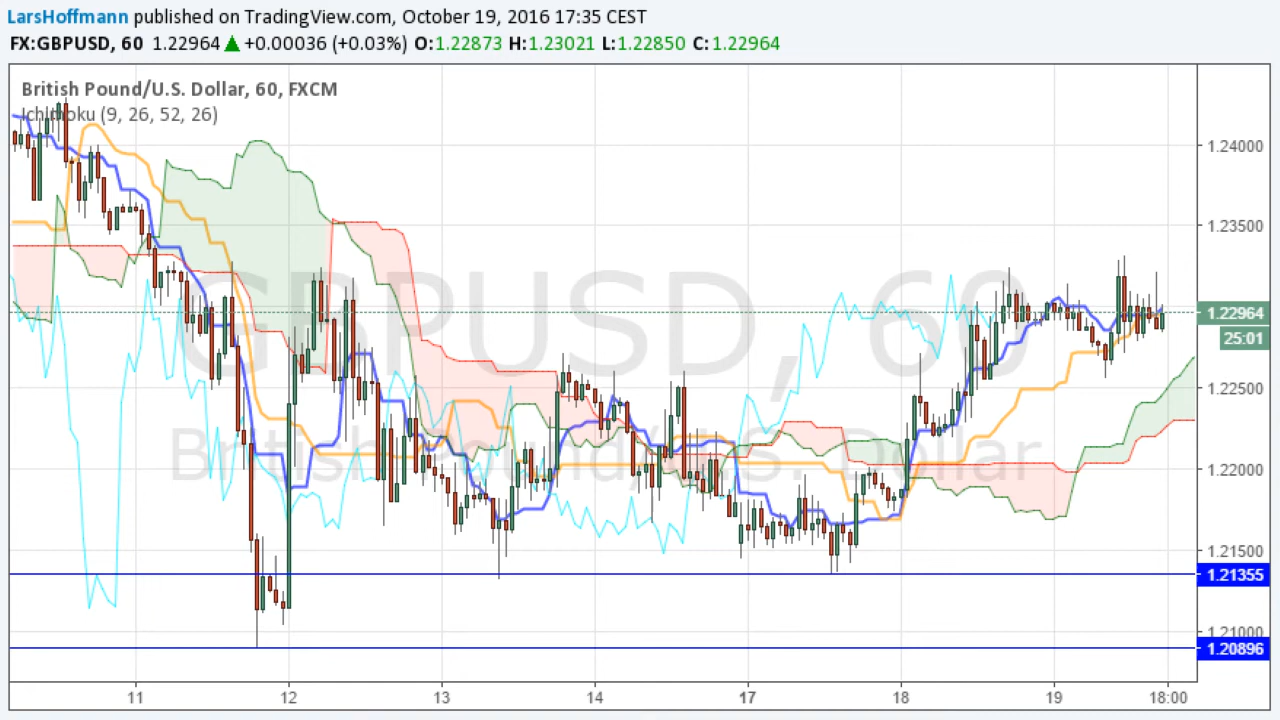 LarsHoffmann published on TradingView.com, October 19, 2016 17:35 CEST
FX:GBPUSD, 60 1.22964 ▲ +0.00036 (+0.03%) O:1.22873 H:1.23021 L:1.22850 C:1.22964
British Pound/U.S. Dollar, 60, FXCM
Ichimoku (9, 26, 52, 26)
GBPUSD, 60
British Pound/U.S. Dollar
1.24000
1.23500
1.22964
25:01
1.22500
1.22000
1.21500
1.21355
1.21000
1.20896
11 12 13 14 17 18 19 18:00